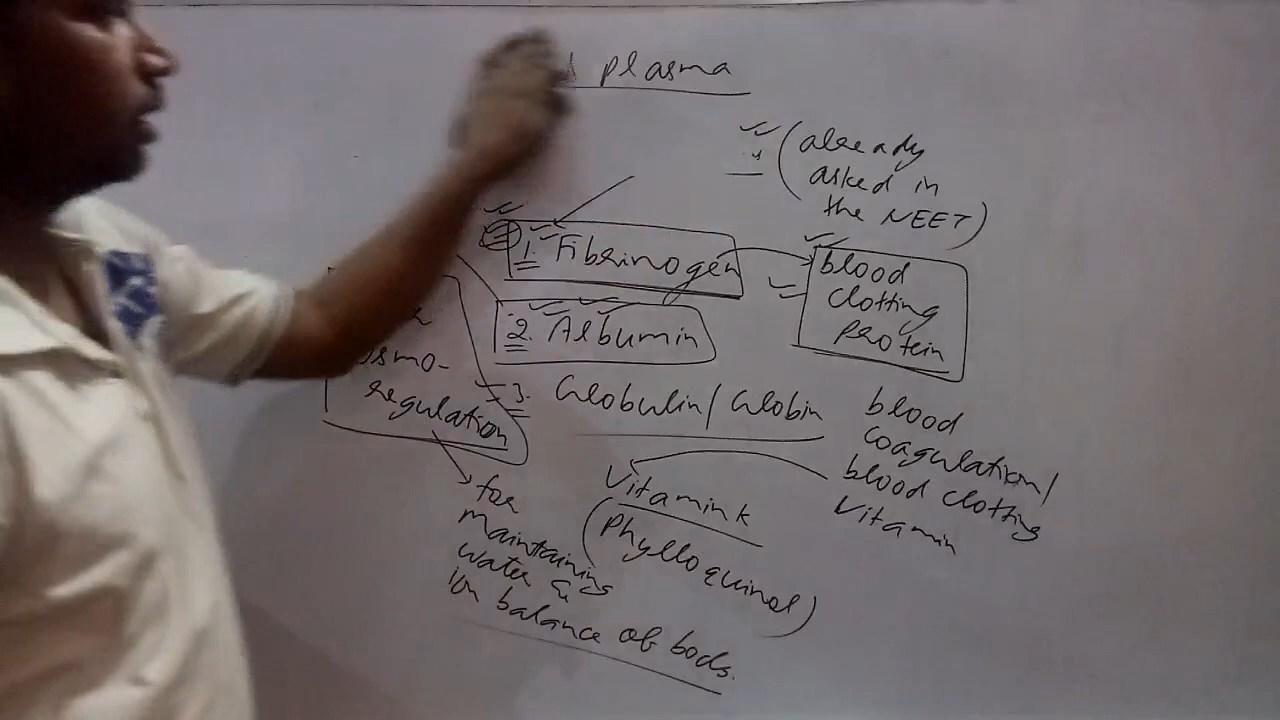 plasma
(already
asked in
the NEET)
1. Fibrinogen
blood
clotting
protein
2. Albumin
3. Globulin/Globin
osmo-
regulation
for
maintaining
water &
ion balance of body.
blood
coagulation/
blood clotting
vitamin
Vitamin K
(Phylloquinol)